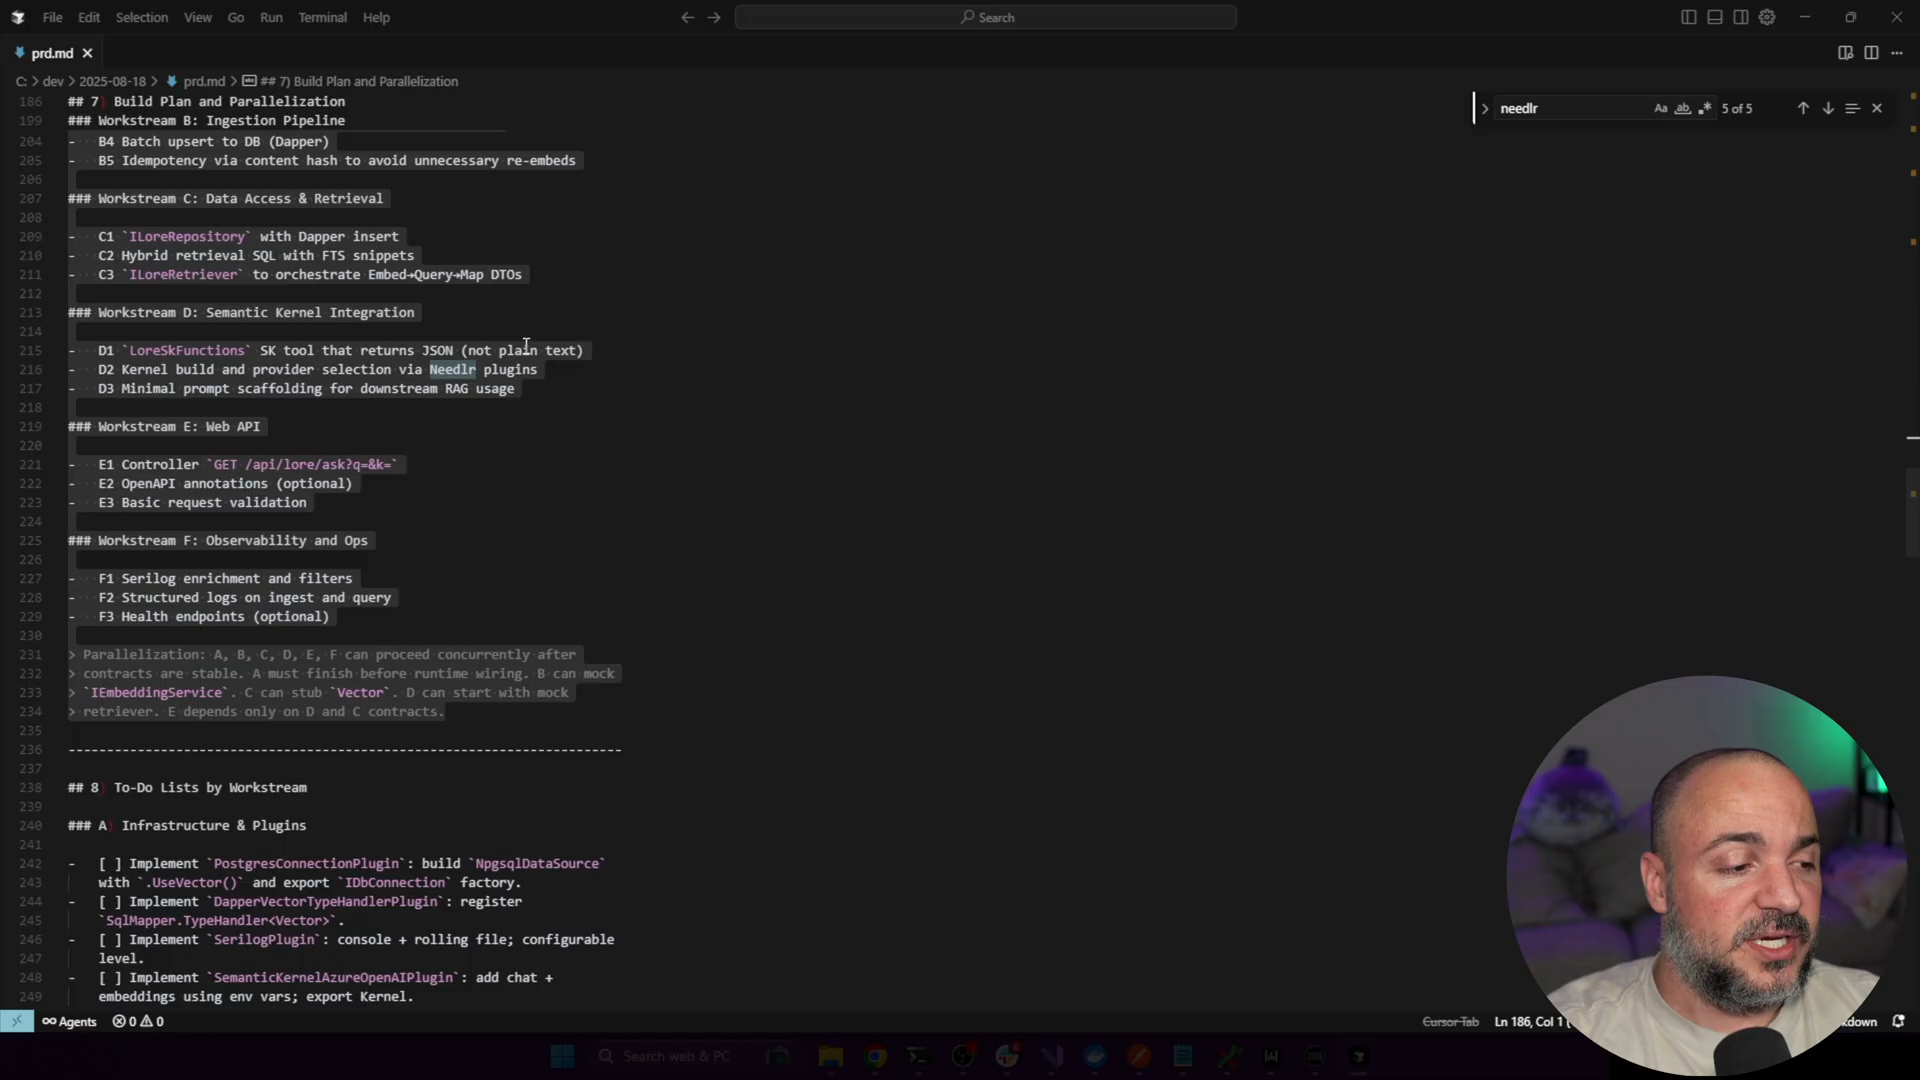 File Edit Selection View Go Run Terminal Help
Search
prd.md
C: > dev > 2025-08-18 > prd.md > ## 7) Build Plan and Parallelization
needlr
Aa ab .* 5 of 5
186 ## 7) Build Plan and Parallelization
199 ### Workstream B: Ingestion Pipeline
204 - B4 Batch upsert to DB (Dapper)
205 - B5 Idempotency via content hash to avoid unnecessary re-embeds
206
207 ### Workstream C: Data Access & Retrieval
208
209 - C1 `ILoreRepository` with Dapper insert
210 - C2 Hybrid retrieval SQL with FTS snippets
211 - C3 `ILoreRetriever` to orchestrate Embed→Query→Map DTOs
212
213 ### Workstream D: Semantic Kernel Integration
214
215 - D1 `LoreSkFunctions` SK tool that returns JSON (not plain text)
216 - D2 Kernel build and provider selection via Needlr plugins
217 - D3 Minimal prompt scaffolding for downstream RAG usage
218
219 ### Workstream E: Web API
220
221 - E1 Controller `GET /api/lore/ask?q=&k=`
222 - E2 OpenAPI annotations (optional)
223 - E3 Basic request validation
224
225 ### Workstream F: Observability and Ops
226
227 - F1 Serilog enrichment and filters
228 - F2 Structured logs on ingest and query
229 - F3 Health endpoints (optional)
230
231 > Parallelization: A, B, C, D, E, F can proceed concurrently after
232 > contracts are stable. A must finish before runtime wiring. B can mock
233 > `IEmbeddingService`. C can stub `Vector`. D can start with mock
234 > retriever. E depends only on D and C contracts.
235
236 ------------------------------------------------------------------------
237
238 ## 8) To-Do Lists by Workstream
239
240 ### A) Infrastructure & Plugins
241
242 - [ ] Implement `PostgresConnectionPlugin`: build `NpgsqlDataSource`
243 with `.UseVector()` and export `IDbConnection` factory.
244 - [ ] Implement `DapperVectorTypeHandlerPlugin`: register
245 `SqlMapper.TypeHandler<Vector>`.
246 - [ ] Implement `SerilogPlugin`: console + rolling file; configurable
247 level.
248 - [ ] Implement `SemanticKernelAzureOpenAIPlugin`: add chat +
249 embeddings using env vars; export Kernel.
Agents 0 0
Cursor Tab Ln 186, Col 1
Search web & PC